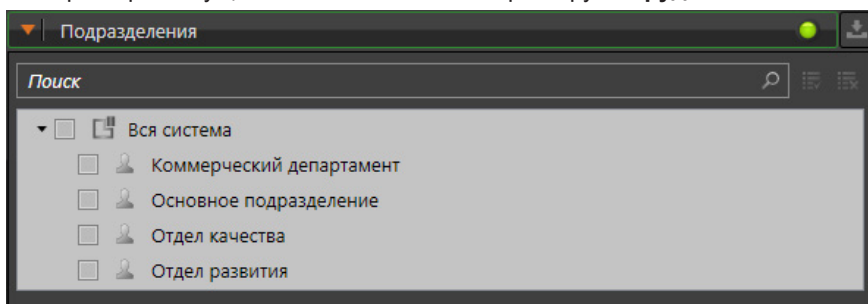 Подразделения
Поиск
Вся система
Коммерческий департамент
Основное подразделение
Отдел качества
Отдел развития